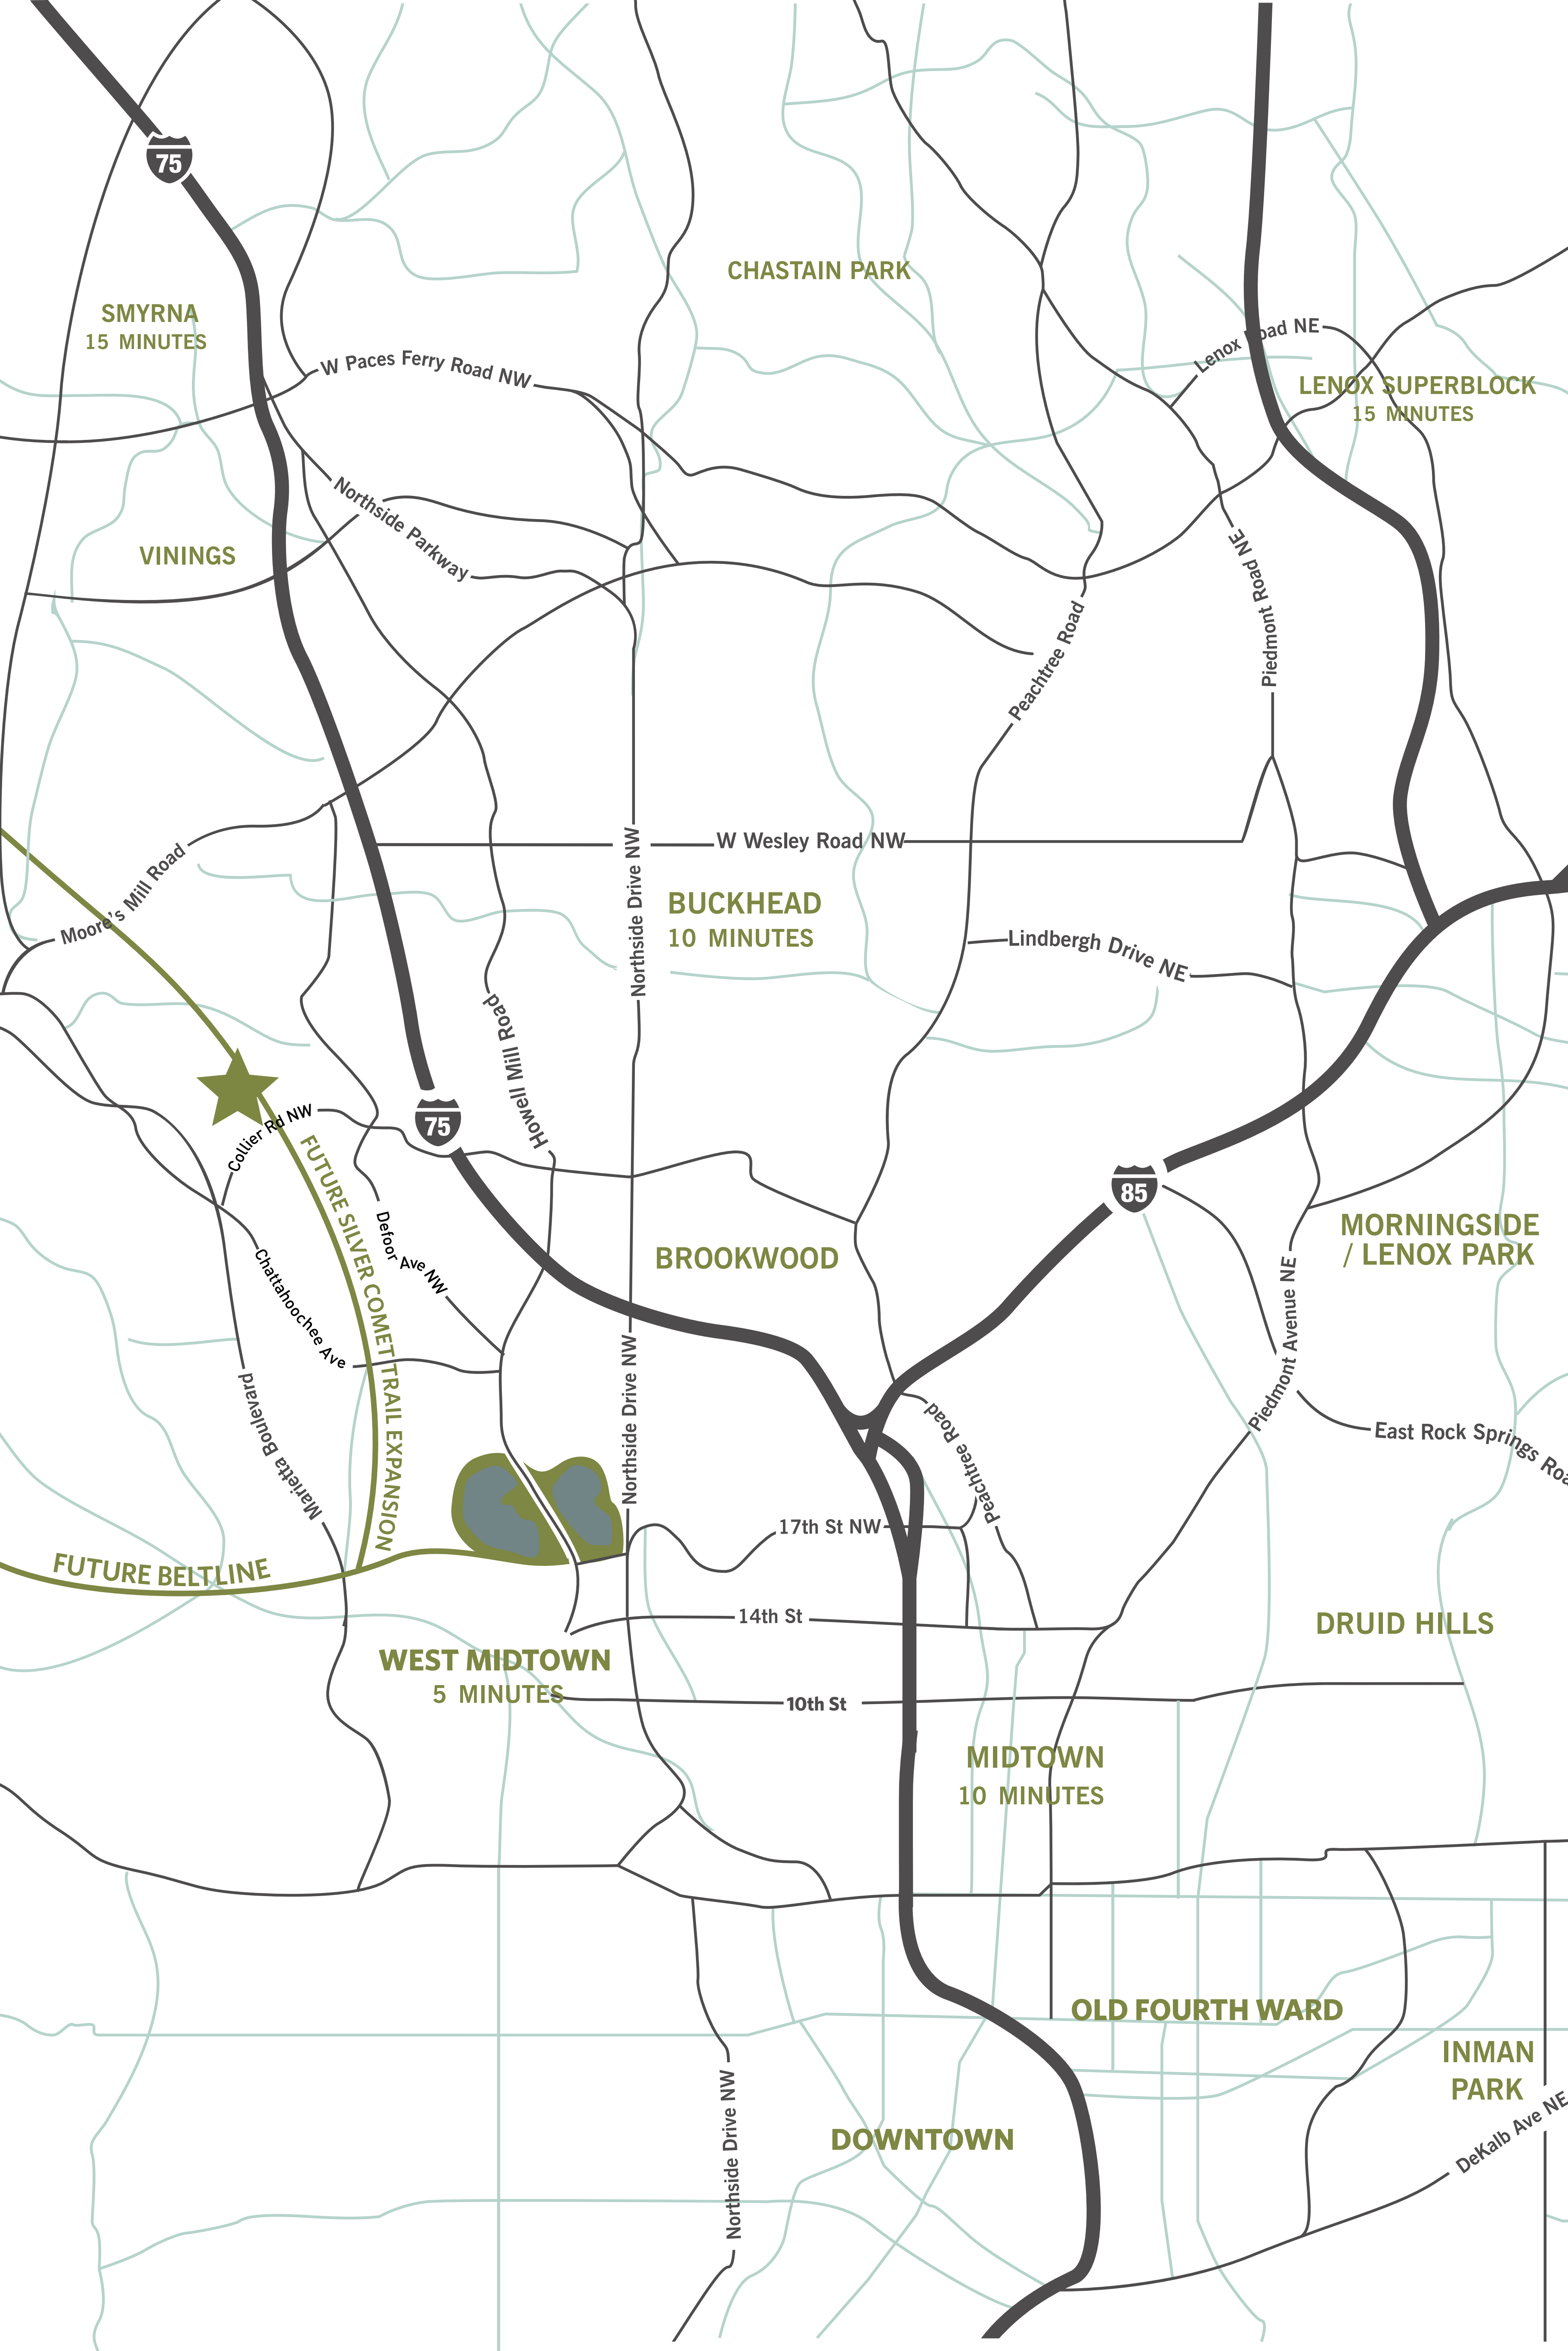 75
CHASTAIN PARK
SMYRNA
15 MINUTES
Lenox Road NE
W Paces Ferry Road NW
LENOX SUPERBLOCK
15 MINUTES
Northside Parkway
VININGS
Piedmont Road NE
Peachtree Road
W Wesley Road NW
Northside Drive NW
Moore's Mill Road
BUCKHEAD
10 MINUTES
Lindbergh Drive NE
Howell Mill Road
75
Collier Rd NW
FUTURE SILVER COMET TRAIL EXPANSION
85
Defoor Ave NW
MORNINGSIDE
/ LENOX PARK
Chattahoochee Ave
BROOKWOOD
Piedmont Avenue NE
Northside Drive NW
Marietta Boulevard
Peachtree Road
East Rock Springs Roa
17th St NW
FUTURE BELTLINE
14th St
DRUID HILLS
WEST MIDTOWN
5 MINUTES
10th St
MIDTOWN
10 MINUTES
OLD FOURTH WARD
INMAN
PARK
DOWNTOWN
Northside Drive NW
DeKalb Ave NE